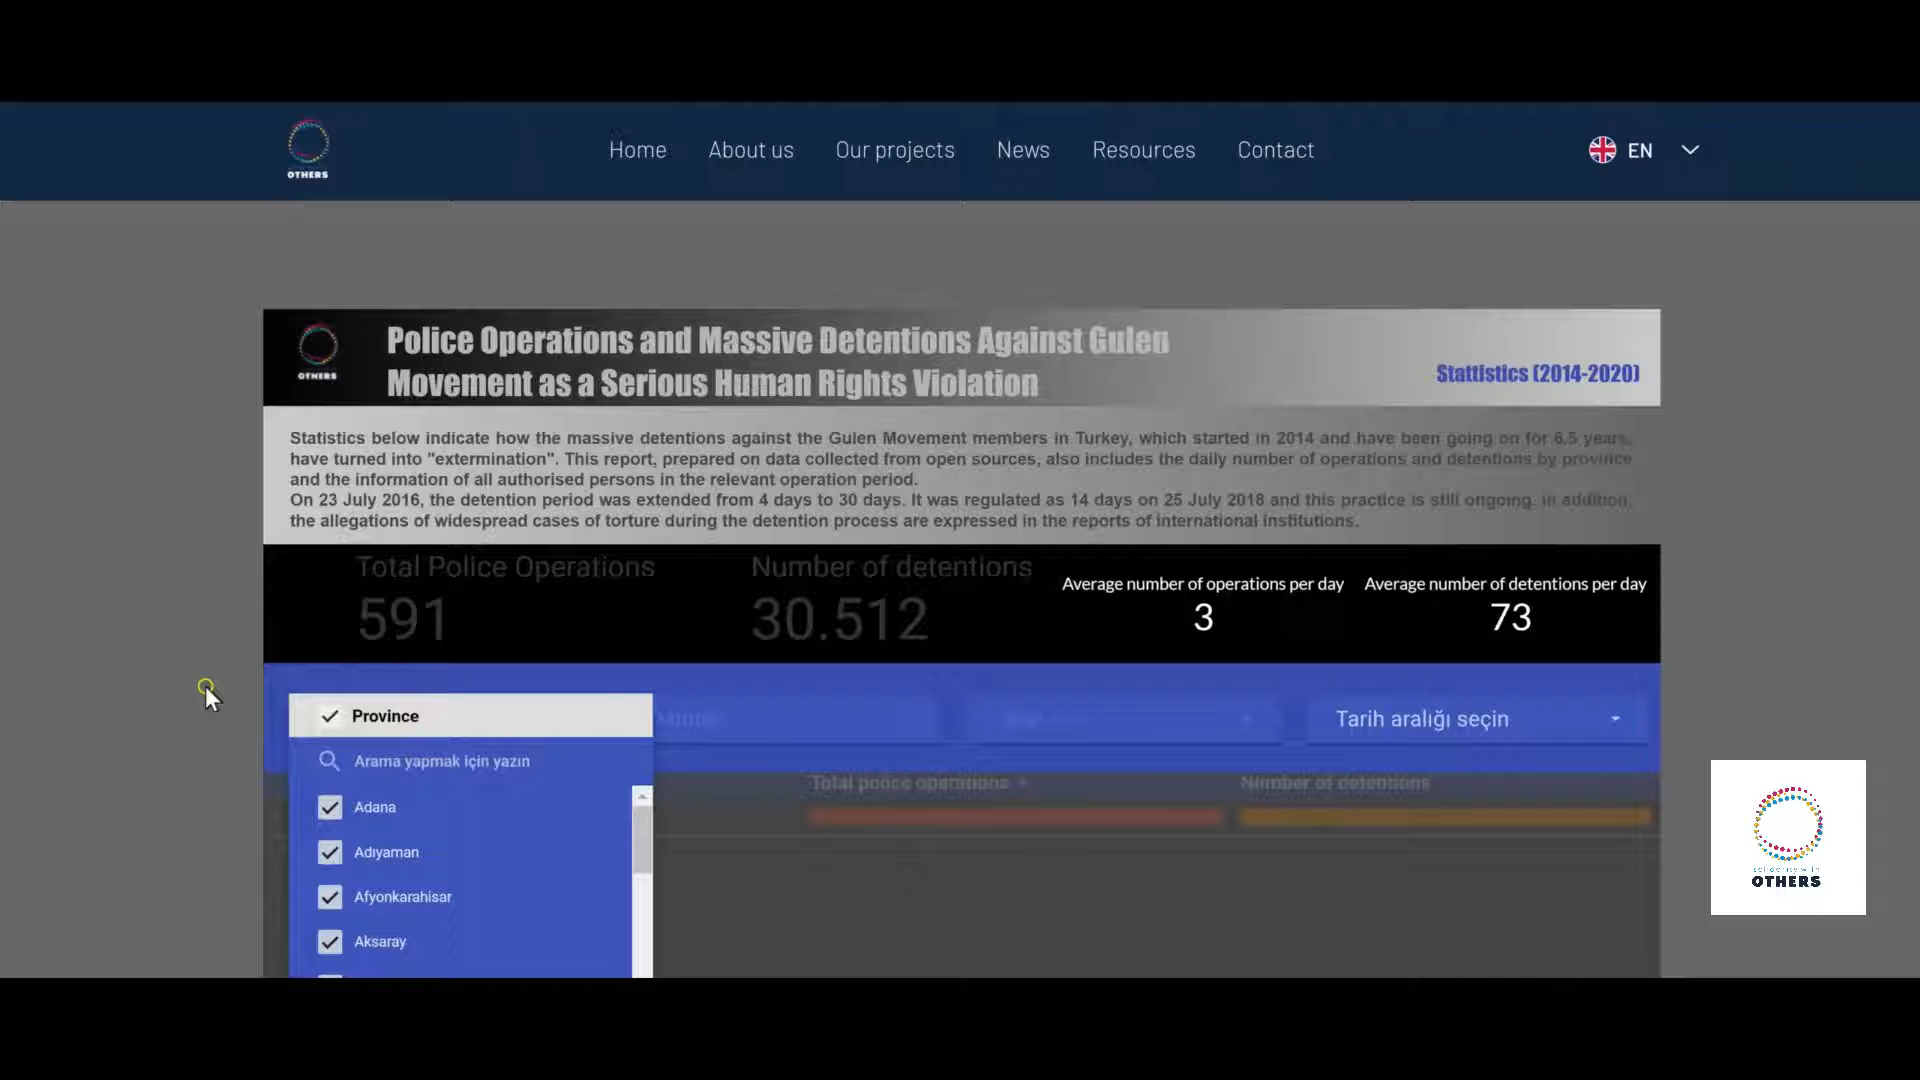 OTHERS
Home About us Our projects News Resources Contact
EN
OTHERS
Police Operations and Massive Detentions Against Gulen
Movement as a Serious Human Rights Violation
Stattistics (2014-2020)
Statistics below indicate how the massive detentions against the Gulen Movement members in Turkey, which started in 2014 and have been going on for 6.5 years,
have turned into "extermination". This report, prepared on data collected from open sources, also includes the daily number of operations and detentions by province
and the information of all authorised persons in the relevant operation period.
On 23 July 2016, the detention period was extended from 4 days to 30 days. It was regulated as 14 days on 25 July 2018 and this practice is still ongoing. In addition,
the allegations of widespread cases of torture during the detention process are expressed in the reports of international institutions.
Total Police Operations
591
Number of detentions
30.512
Average number of operations per day
3
Average number of detentions per day
73
Province
Tarih aralığı seçin
Arama yapmak için yazın
Total police operations
Number of detentions
Adana
Adıyaman
Afyonkarahisar
Aksaray
solidarity with
OTHERS